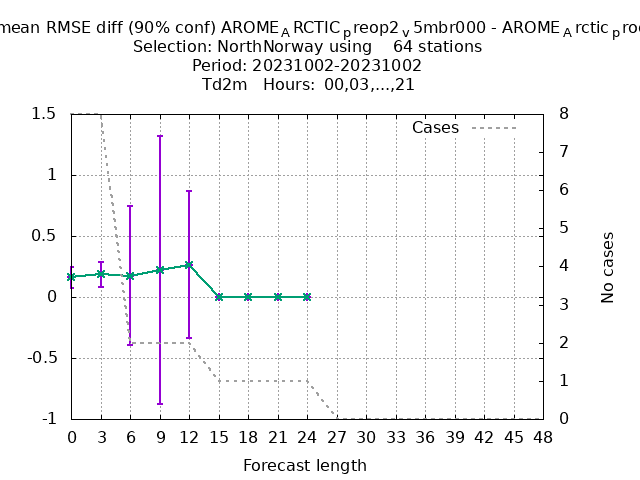 mean RMSE diff (90% conf) AROME_ARCTIC_preop2_v5mbr000 - AROME_Arctic_pro
Selection: NorthNorway using 64 stations
Period: 20231002-20231002
Td2m Hours: 00,03,...,21
1.5
1
0.5
0
-0.5
-1
Cases
8
7
6
5
4
3
2
1
0
No cases
0 3 6 9 12 15 18 21 24 27 30 33 36 39 42 45 48
Forecast length